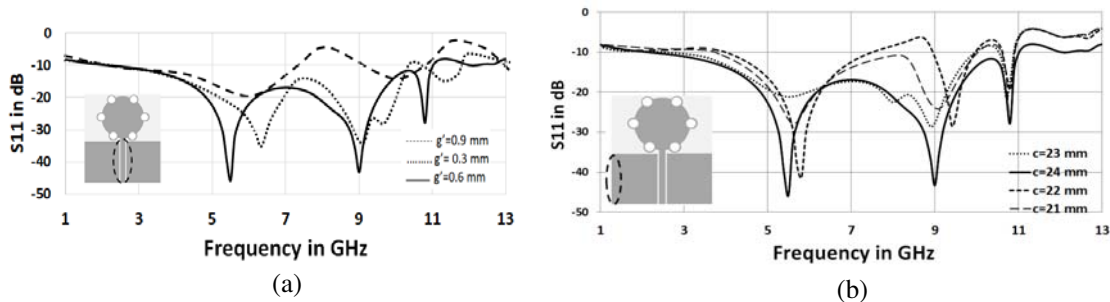 0
-10
-20
-30
-40
-50
S11 in dB
1 3 5 7 9 11 13
Frequency in GHz
g'=0.9 mm
g'= 0.3 mm
g'=0.6 mm
(a)
0
-10
-20
-30
-40
-50
S11 in dB
1 3 5 7 9 11 13
Frequency in GHz
c=23 mm
c=24 mm
c=22 mm
c=21 mm
(b)